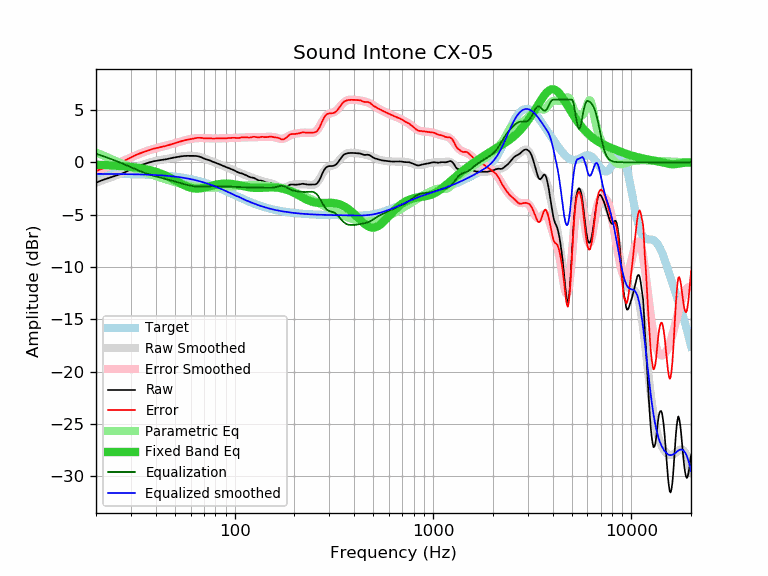 Sound Intone CX-05
Amplitude (dBr)
5
0
−5
−10
−15
−20
−25
−30
Target
Raw Smoothed
Error Smoothed
Raw
Error
Parametric Eq
Fixed Band Eq
Equalization
Equalized smoothed
100 1000 10000
Frequency (Hz)